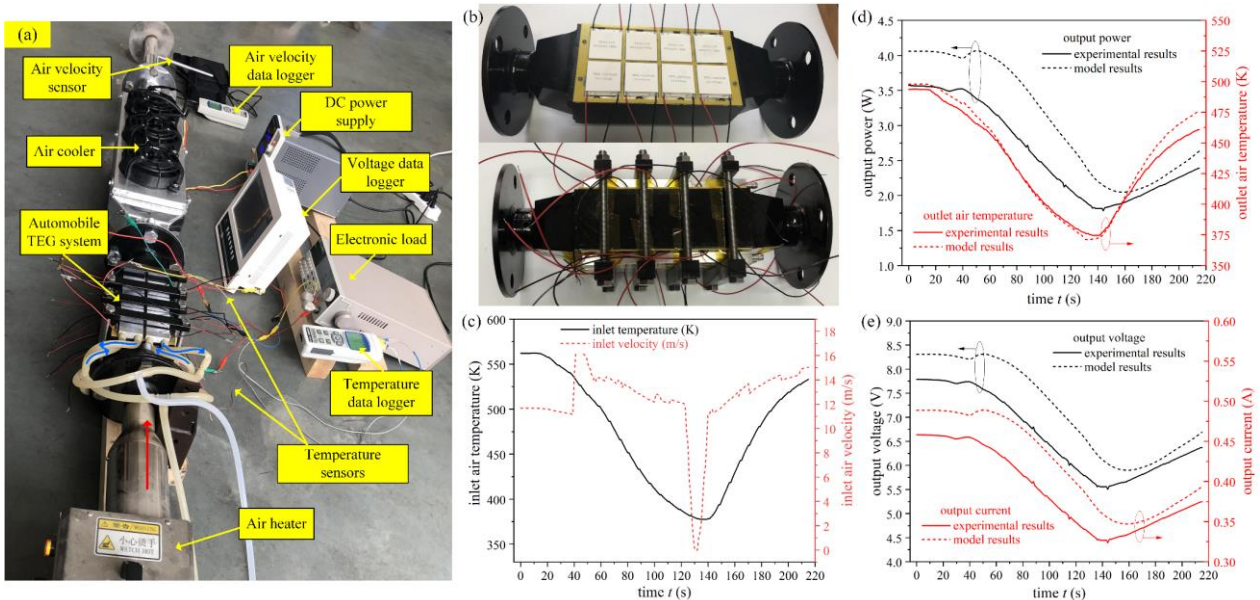 (a)
Air velocity
sensor
Air velocity
data logger
DC power
supply
Air cooler
Voltage data
logger
Automobile
TEG system
Electronic load
Temperature
data logger
Temperature
sensors
Air heater
小心烫手
WATCH HOT
(b)
(c)
inlet temperature (K)
inlet velocity (m/s)
inlet air temperature (K)
600
550
500
450
400
350
inlet air velocity (m/s)
18
16
14
12
10
8
6
4
2
0
0 20 40 60 80 100 120 140 160 180 200 220
time t (s)
(d)
output power
experimental results
model results
outlet air temperature
experimental results
model results
output power (W)
4.5
4.0
3.5
3.0
2.5
2.0
1.5
1.0
outlet air temperature (K)
550
525
500
475
450
425
400
375
350
0 20 40 60 80 100 120 140 160 180 200 220
time t (s)
(e)
output voltage
experimental results
model results
output current
experimental results
model results
output voltage (V)
9.0
8.5
8.0
7.5
7.0
6.5
6.0
5.5
5.0
4.5
4.0
output current (A)
0.60
0.55
0.50
0.45
0.40
0.35
0.30
0 20 40 60 80 100 120 140 160 180 200 220
time t (s)